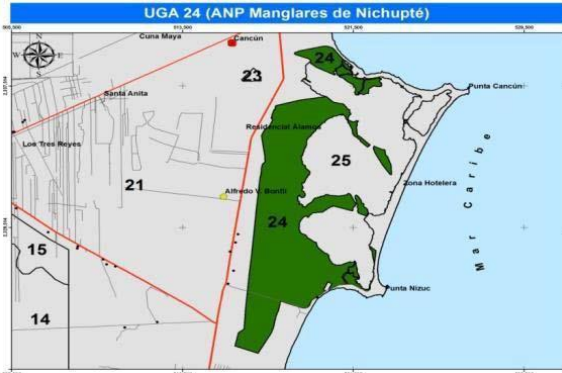 UGA 24 (ANP Manglares de Nichupté)
Cuna Maya
Cancún
24
23
Punta Cancún
Santa Anita
Residencial Álamos
Los Tres Reyes
25
Zona Hotelera
21
Alfredo V. Bonfil
24
Mar Caribe
15
Punta Nizuc
14